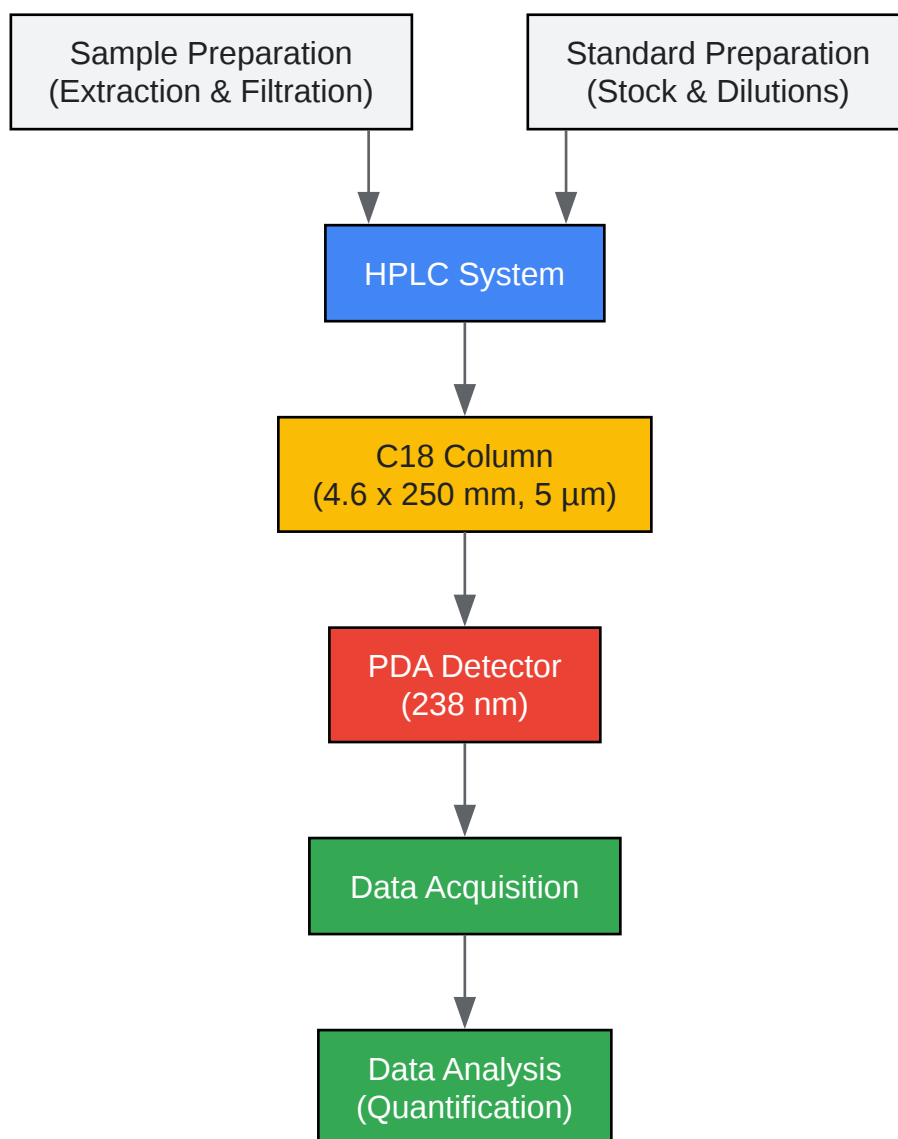 Sample Preparation
(Extraction & Filtration)
Standard Preparation
(Stock & Dilutions)
HPLC System
C18 Column
(4.6 x 250 mm, 5 µm)
PDA Detector
(238 nm)
Data Acquisition
Data Analysis
(Quantification)